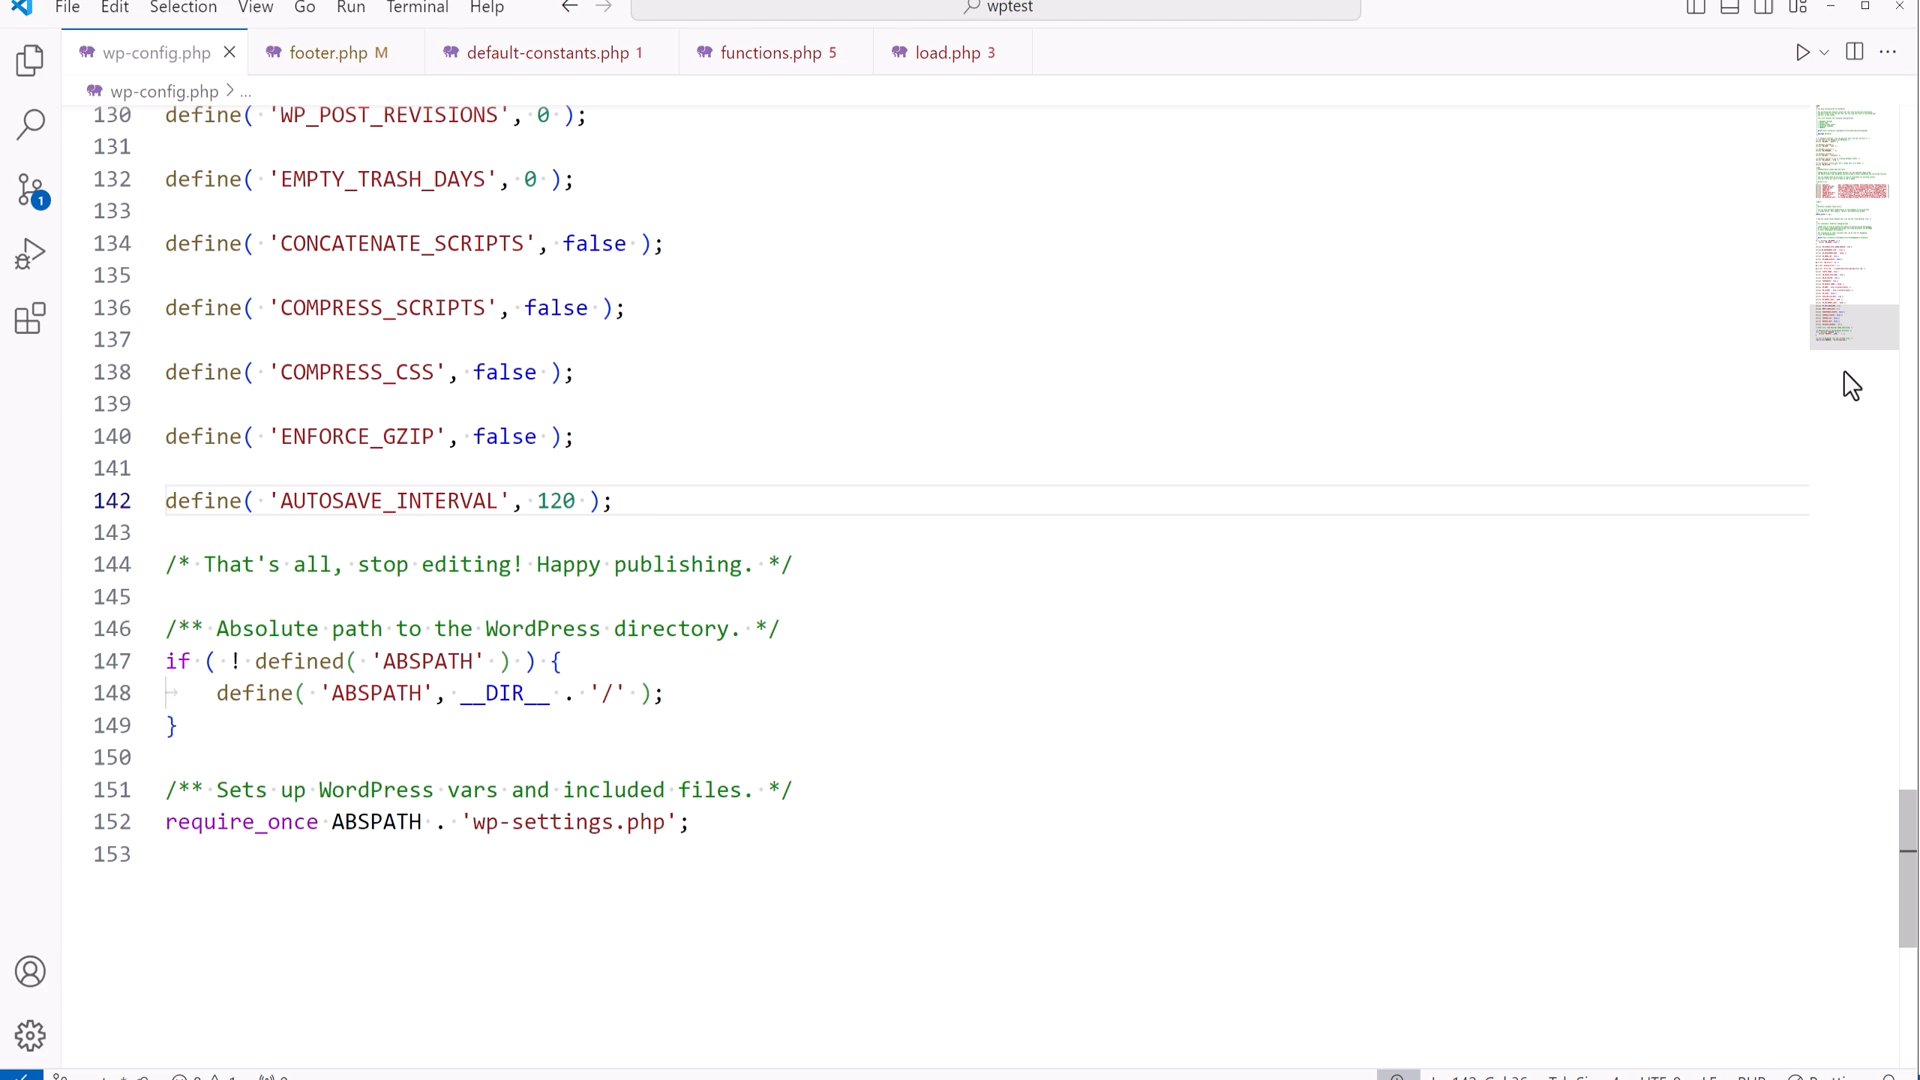 File Edit Selection View Go Run Terminal Help wptest
wp-config.php footer.php M default-constants.php 1 functions.php 5 load.php 3
wp-config.php > ...
130 define( 'WP_POST_REVISIONS', 0 );
131
132 define( 'EMPTY_TRASH_DAYS', 0 );
133
134 define( 'CONCATENATE_SCRIPTS', false );
135
136 define( 'COMPRESS_SCRIPTS', false );
137
138 define( 'COMPRESS_CSS', false );
139
140 define( 'ENFORCE_GZIP', false );
141
142 define( 'AUTOSAVE_INTERVAL', 120 );
143
144 /* That's all, stop editing! Happy publishing. */
145
146 /** Absolute path to the WordPress directory. */
147 if ( ! defined( 'ABSPATH' ) ) {
148 define( 'ABSPATH', __DIR__ . '/' );
149 }
150
151 /** Sets up WordPress vars and included files. */
152 require_once ABSPATH . 'wp-settings.php';
153
1